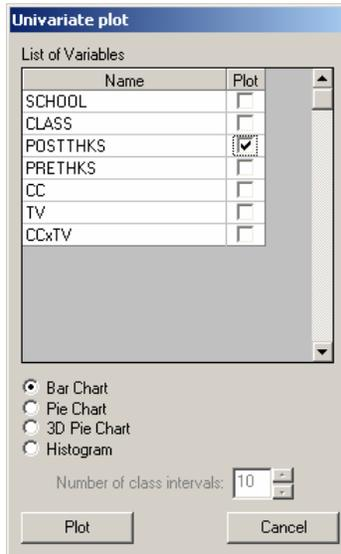 Univariate plot
List of Variables
Name Plot
SCHOOL
CLASS
POSTTHKS
PRETHKS
CC
TV
CCxTV
Bar Chart
Pie Chart
3D Pie Chart
Histogram
Number of class intervals: 10
Plot Cancel